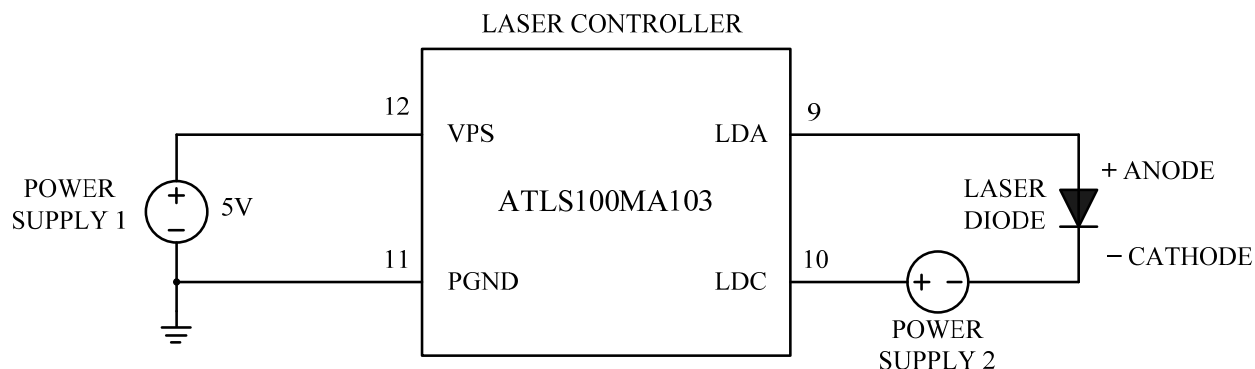 LASER CONTROLLER
12
9
VPS
LDA
+ ANODE
POWER
SUPPLY 1
+
−
5V
ATLS100MA103
LASER
DIODE
11
10
− CATHODE
PGND
LDC
+ -
POWER
SUPPLY 2